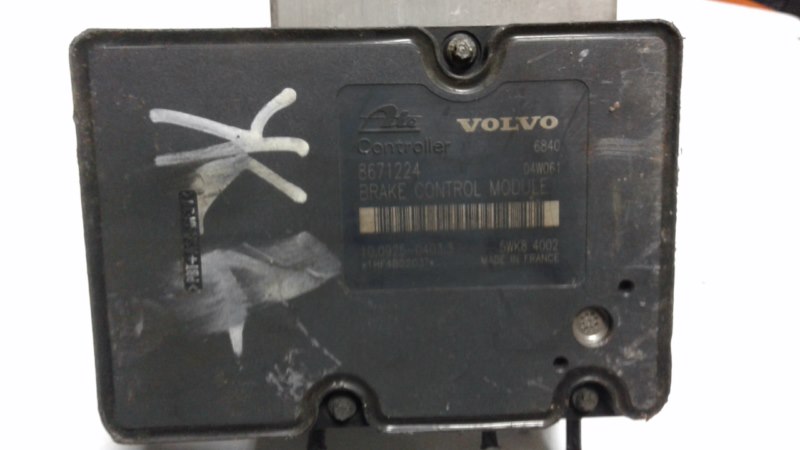 Ate VOLVO
Controller 6840
8671224 04W061
BRAKE CONTROL MODULE
5WK8 4002
MADE IN FRANCE